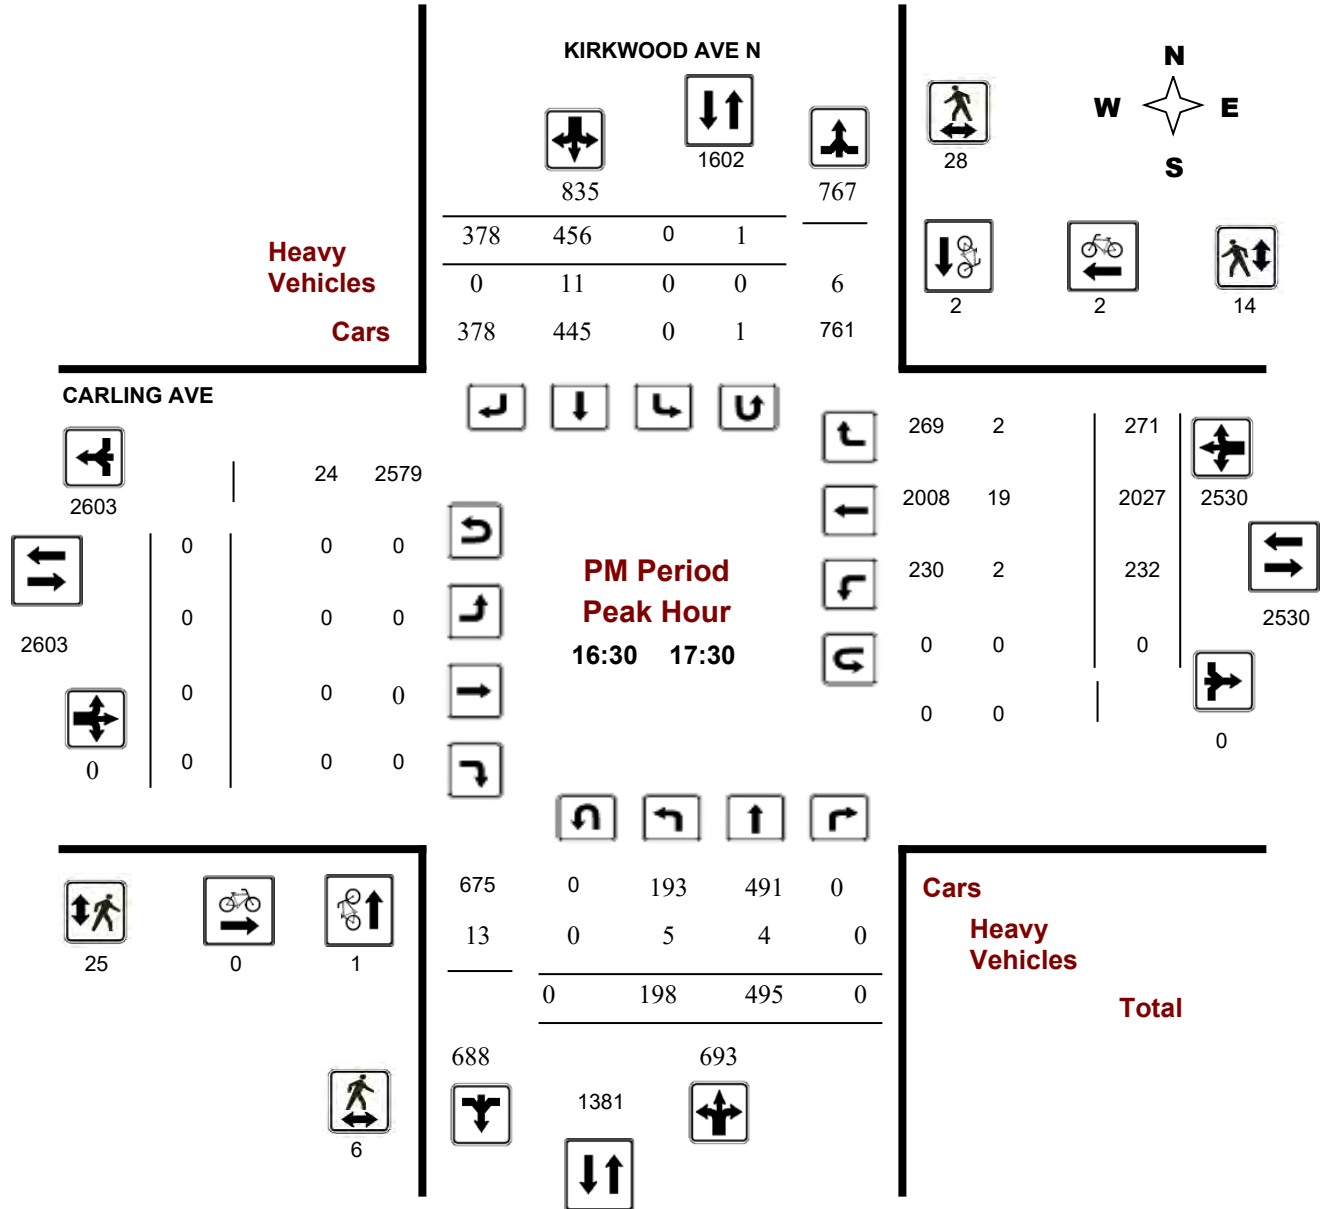 KIRKWOOD AVE N
N
W E
S
1602
28
835 767
378 456 0 1
Heavy
Vehicles
0 11 0 0 6
2 2 14
Cars
378 445 0 1 761
CARLING AVE
269 2 271
24 2579
2603
2008 19 2027 2530
0 0 0
PM Period
230 2 232
Peak Hour
0 0 0
2530
2603
16:30 17:30
0 0 0
0 0 0
0 0
0
0 0 0 0
675 0 193 491 0
Cars
13 0 5 4 0
Heavy
Vehicles
25 0 1
0 198 495 0
Total
688 693
1381
6